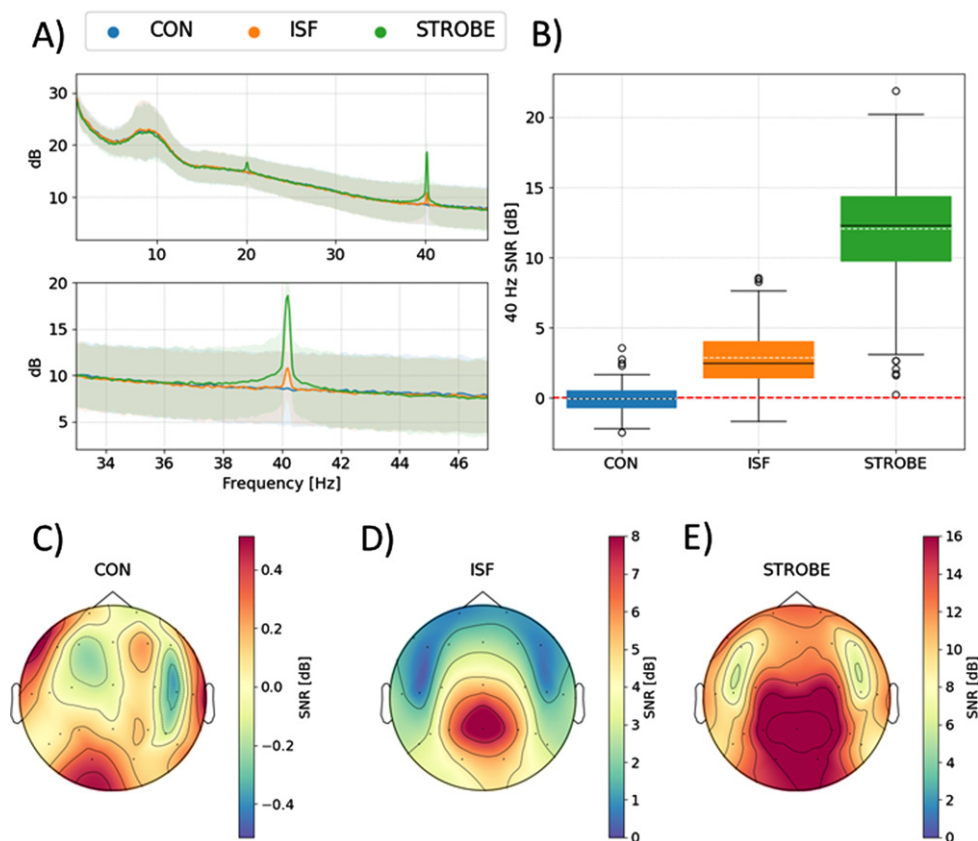 A)
CON ISF STROBE
B)
30
20
10
dB
10 20 30 40
20
15
10
5
dB
34 36 38 40 42 44 46
Frequency [Hz]
20
15
10
5
0
40 Hz SNR [dB]
CON ISF STROBE
C)
CON
0.4
0.2
0.0
−0.2
−0.4
SNR [dB]
D)
ISF
8
7
6
5
4
3
2
1
0
SNR [dB]
E)
STROBE
16
14
12
10
8
6
4
2
0
SNR [dB]